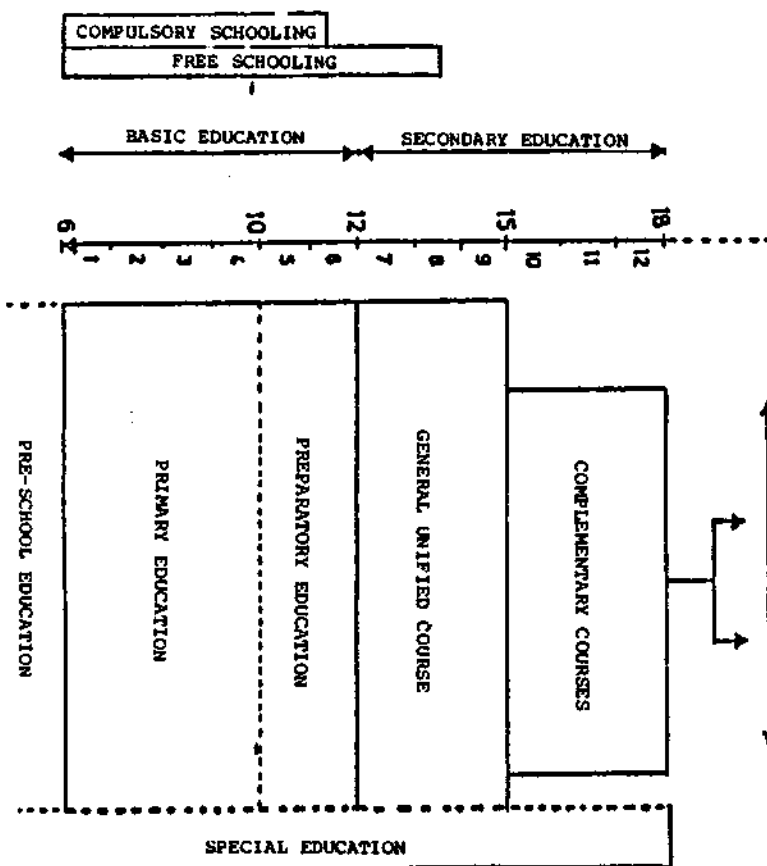 COMPULSORY SCHOOLING
FREE SCHOOLING
BASIC EDUCATION
SECONDARY EDUCATION
6
10
12
15
18
1
2
3
4
5
6
7
8
9
10
11
12
PRE-SCHOOL EDUCATION
PRIMARY EDUCATION
PREPARATORY EDUCATION
GENERAL UNIFIED COURSE
COMPLEMENTARY COURSES
SPECIAL EDUCATION